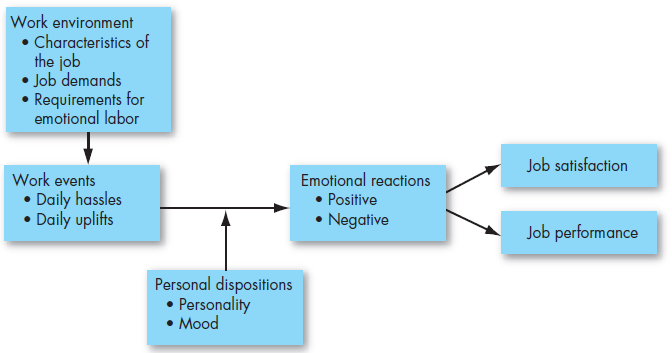 Work environment
• Characteristics of
the job
• Job demands
• Requirements for
emotional labor
Work events
• Daily hassles
• Daily uplifts
Emotional reactions
• Positive
• Negative
Job satisfaction
Job performance
Personal dispositions
• Personality
• Mood